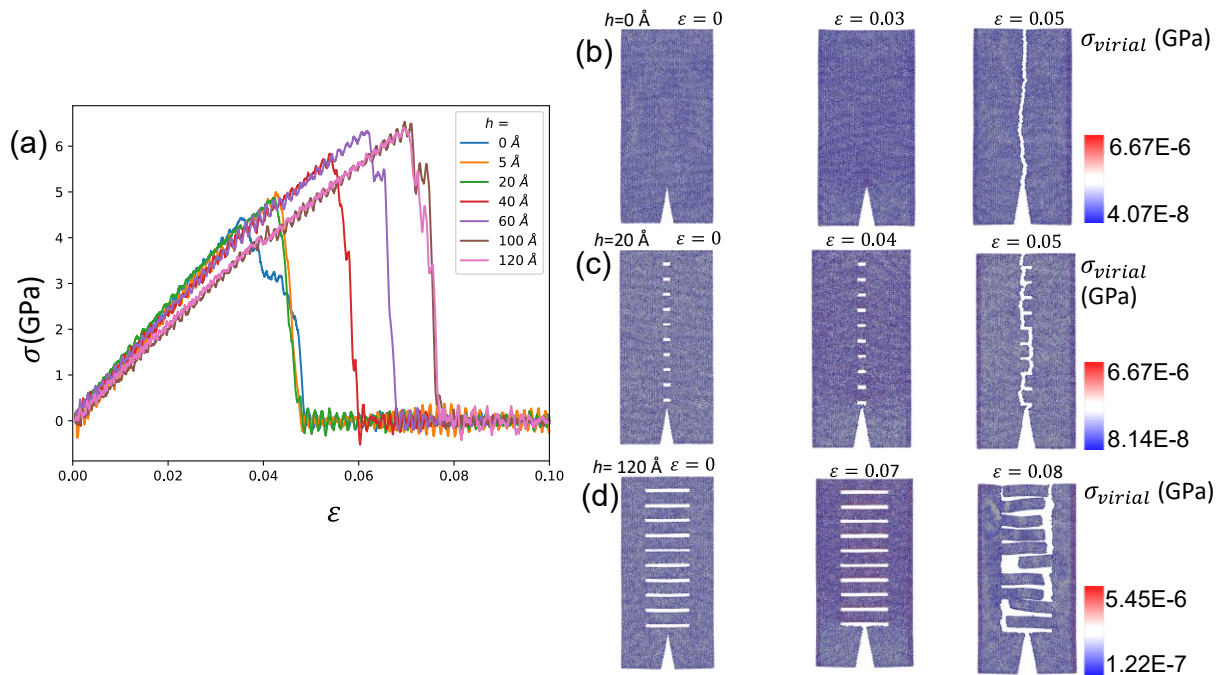 (a)
σ(GPa)
6
5
4
3
2
1
0
0.00 0.02 0.04 0.06 0.08 0.10
ε
h =
0 Å
5 Å
20 Å
40 Å
60 Å
100 Å
120 Å
(b)
h=0 Å ε = 0 ε = 0.03 ε = 0.05
σvirial (GPa)
6.67E-6
4.07E-8
(c)
h=20 Å ε = 0 ε = 0.04 ε = 0.05
σvirial
(GPa)
6.67E-6
8.14E-8
(d)
h= 120 Å ε = 0 ε = 0.07 ε = 0.08
σvirial (GPa)
5.45E-6
1.22E-7